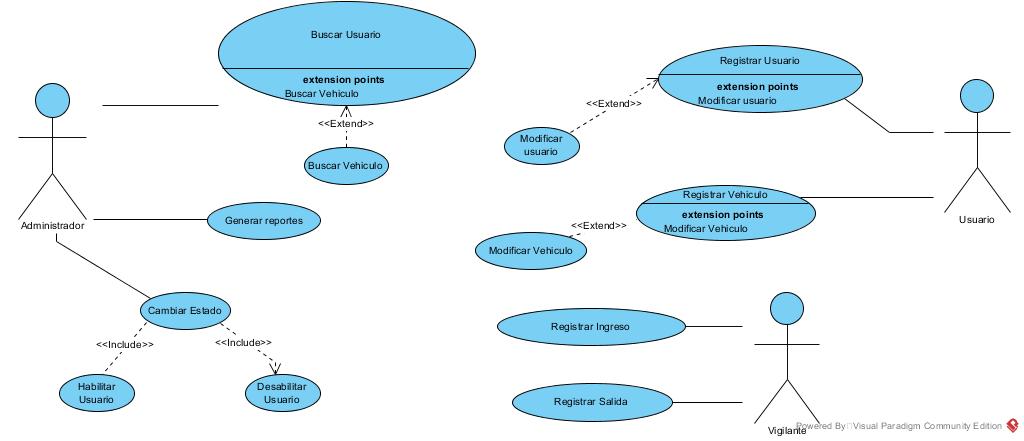 Buscar Usuario
extension points
Buscar Vehiculo
<<Extend>>
Buscar Vehiculo
Administrador
Generar reportes
Cambiar Estado
<<Include>>
<<Include>>
Habilitar
Usuario
Desabilitar
Usuario
Registrar Usuario
extension points
Modificar usuario
<<Extend>>
Modificar
usuario
Registrar Vehiculo
extension points
Modificar Vehiculo
<<Extend>>
Modificar Vehiculo
Usuario
Registrar Ingreso
Registrar Salida
Vigilante
Powered By Visual Paradigm Community Edition